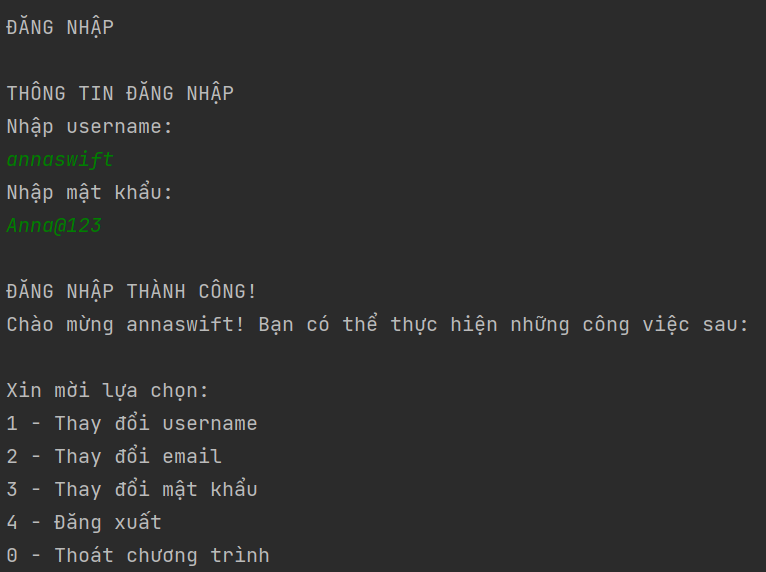 ĐĂNG NHẬP
THÔNG TIN ĐĂNG NHẬP
Nhập username:
annaswift
Nhập mật khẩu:
Anna@123
ĐĂNG NHẬP THÀNH CÔNG!
Chào mừng annaswift! Bạn có thể thực hiện những công việc sau:
Xin mời lựa chọn:
1 - Thay đổi username
2 - Thay đổi email
3 - Thay đổi mật khẩu
4 - Đăng xuất
0 - Thoát chương trình